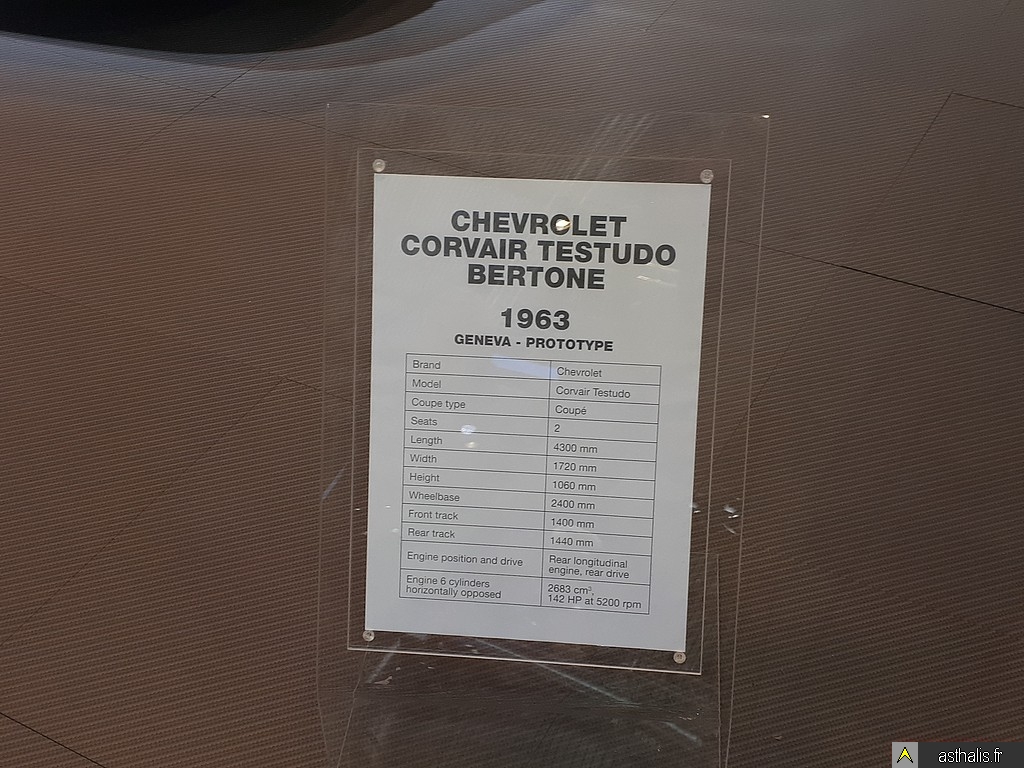 CHEVROLET
CORVAIR TESTUDO
BERTONE
1963
GENEVA - PROTOTYPE
Brand Chevrolet
Model Corvair Testudo
Coupe type Coupé
Seats 2
Length 4300 mm
Width 1720 mm
Height 1060 mm
Wheelbase 2400 mm
Front track 1400 mm
Rear track 1440 mm
Engine position and drive Rear longitudinal
engine, rear drive
Engine 6 cylinders 2683 cm³,
horizontally opposed 142 HP at 5200 rpm
asthalis.fr